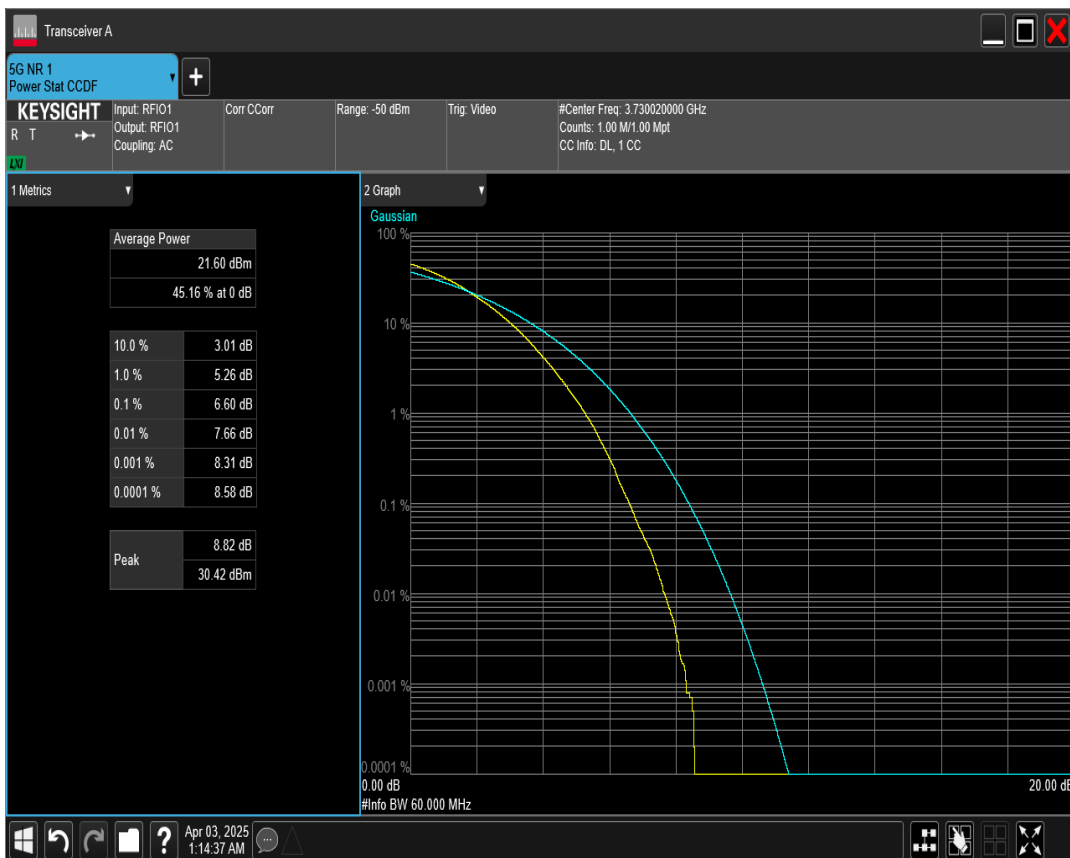 Transceiver A
5G NR 1
Power Stat CCDF
KEYSIGHT
R T
LXI
Input: RFIO1
Output: RFIO1
Coupling: AC
Corr CCorr
Range: -50 dBm
Trig: Video
#Center Freq: 3.730020000 GHz
Counts: 1.00 M/1.00 Mpt
CC Info: DL, 1 CC
1 Metrics
Average Power
21.60 dBm
45.16 % at 0 dB
10.0 % 3.01 dB
1.0 % 5.26 dB
0.1 % 6.60 dB
0.01 % 7.66 dB
0.001 % 8.31 dB
0.0001 % 8.58 dB
Peak
8.82 dB
30.42 dBm
2 Graph
Gaussian
100 %
10 %
1 %
0.1 %
0.01 %
0.001 %
0.0001 %
0.00 dB
20.00 dB
#Info BW 60.000 MHz
?
Apr 03, 2025
1:14:37 AM